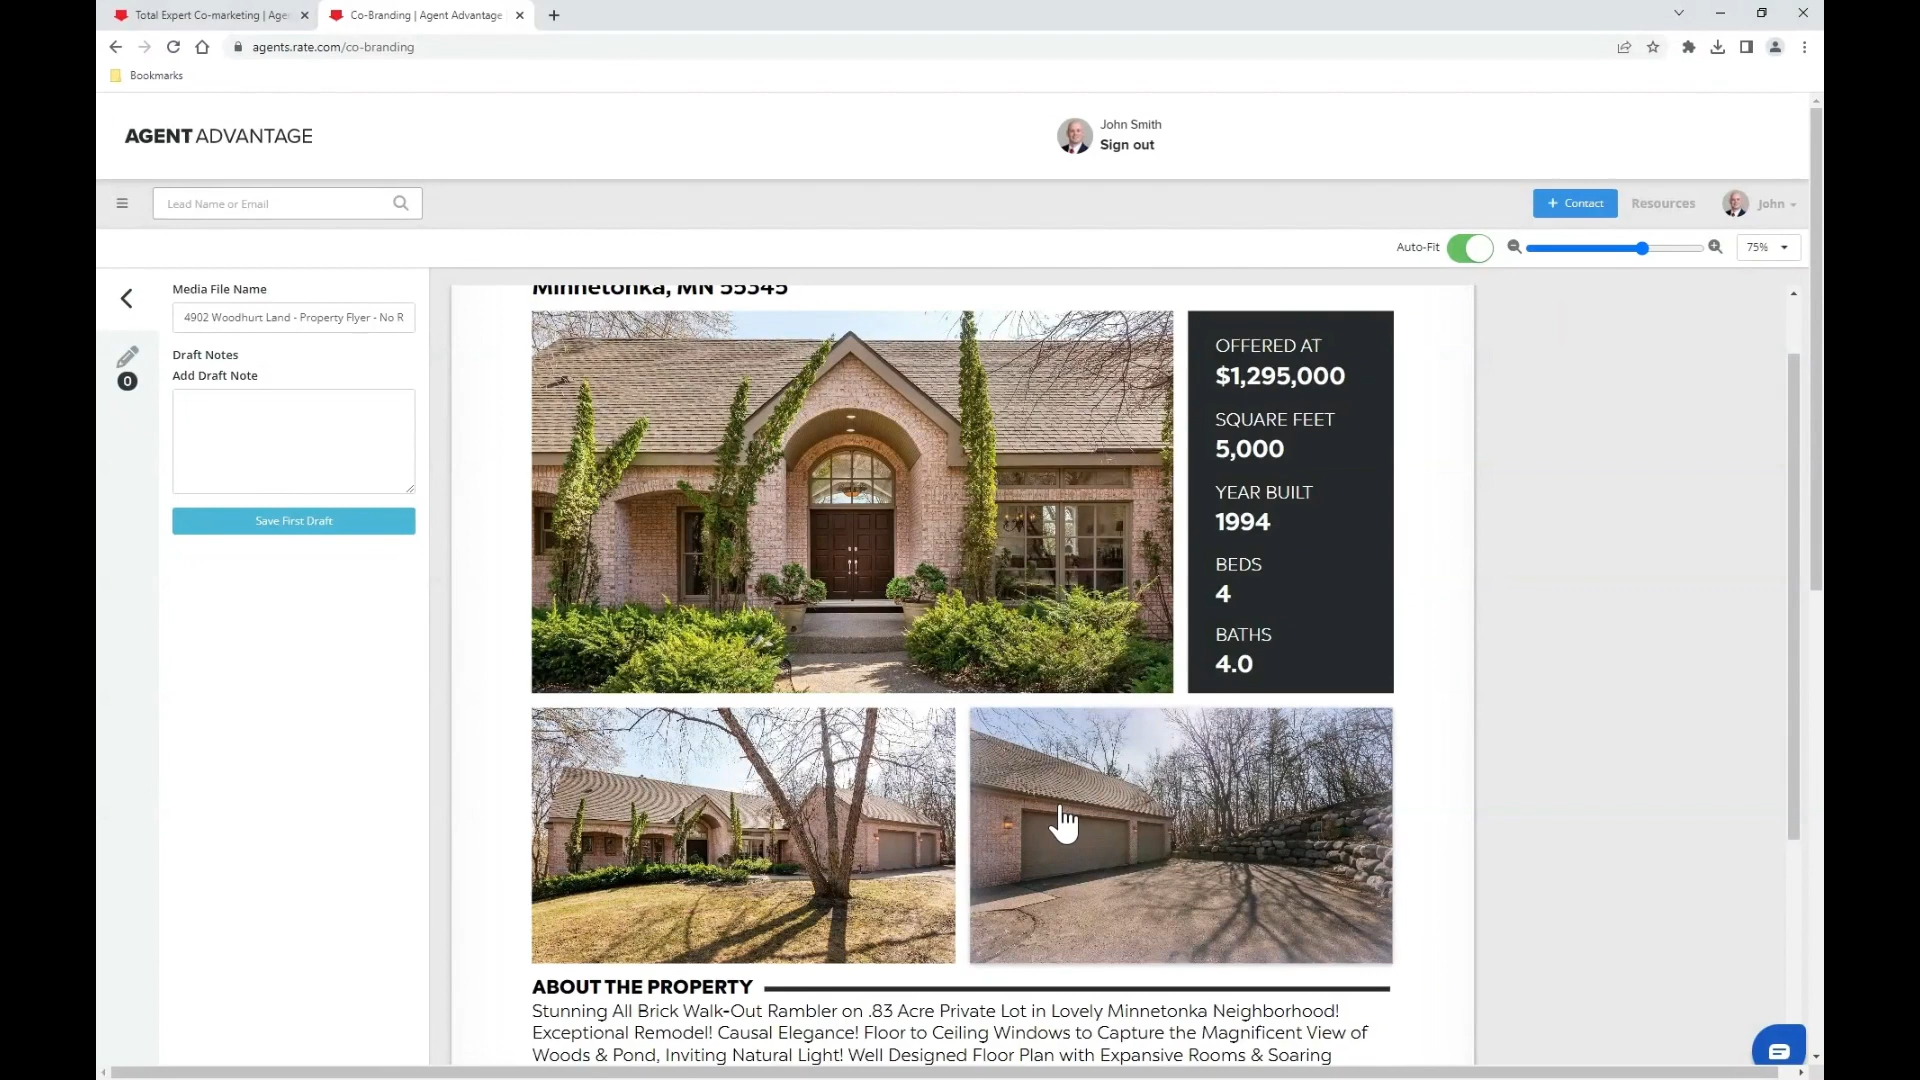 Total Expert Co-marketing | Age
Co-Branding | Agent Advantage
agents.rate.com/co-branding
Bookmarks
AGENT ADVANTAGE
John Smith
Sign out
Lead Name or Email
+ Contact
Resources
John
Auto-Fit
75%
Media File Name
4902 Woodhurt Land - Property Flyer - No R
Draft Notes
Add Draft Note
0
Save First Draft
Minnetonka, MN 55345
OFFERED AT
$1,295,000
SQUARE FEET
5,000
YEAR BUILT
1994
BEDS
4
BATHS
4.0
ABOUT THE PROPERTY
Stunning All Brick Walk-Out Rambler on .83 Acre Private Lot in Lovely Minnetonka Neighborhood!
Exceptional Remodel! Causal Elegance! Floor to Ceiling Windows to Capture the Magnificent View of
Woods & Pond, Inviting Natural Light! Well Designed Floor Plan with Expansive Rooms & Soaring